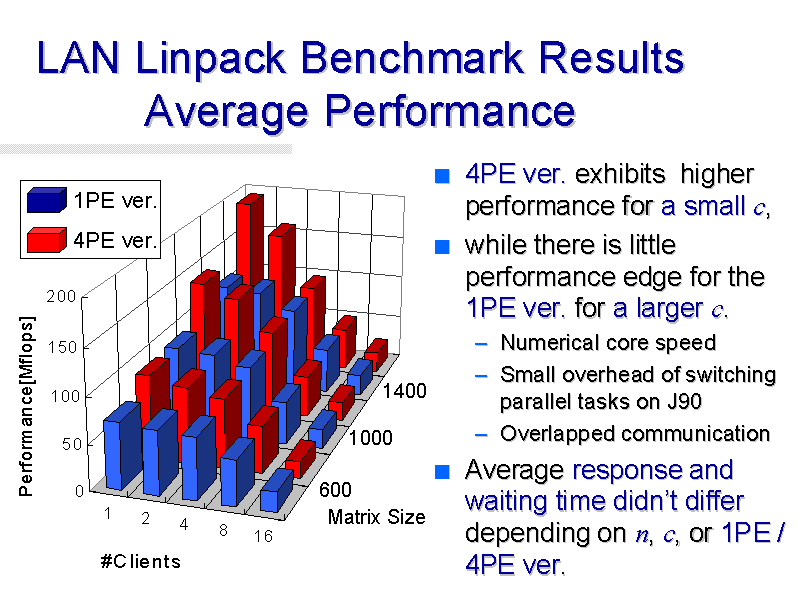 LAN Linpack Benchmark Results
Average Performance
1PE ver.
4PE ver.
200
150
100
50
0
Performance[Mflops]
1
2
4
8
16
#Clients
600
1000
1400
Matrix Size
4PE ver. exhibits higher
performance for a small c,
while there is little
performance edge for the
1PE ver. for a larger c.
– Numerical core speed
– Small overhead of switching
parallel tasks on J90
– Overlapped communication
Average response and
waiting time didn't differ
depending on n, c, or 1PE /
4PE ver.